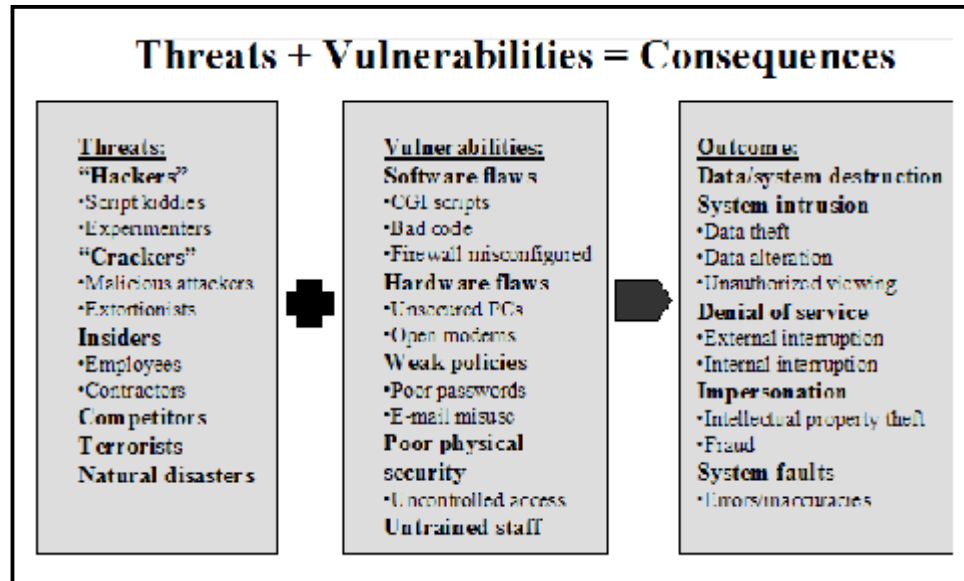 Threats + Vulnerabilities = Consequences
Threats:
“Hackers”
•Script kiddies
•Experimenters
“Crackers”
•Malicious attackers
•Extortionists
Insiders
•Employees
•Contractors
Competitors
Terrorists
Natural disasters
Vulnerabilities:
Software flaws
•CGI scripts
•Bad code
•Firewall misconfigured
Hardware flaws
•Unsecured PCs
•Open modems
Weak policies
•Poor passwords
•E-mail misuse
Poor physical
security
•Uncontrolled access
Untrained staff
Outcome:
Data/system destruction
System intrusion
•Data theft
•Data alteration
•Unauthorized viewing
Denial of service
•External interruption
•Internal interruption
Impersonation
•Intellectual property theft
•Fraud
System faults
•Errors/inaccuracies